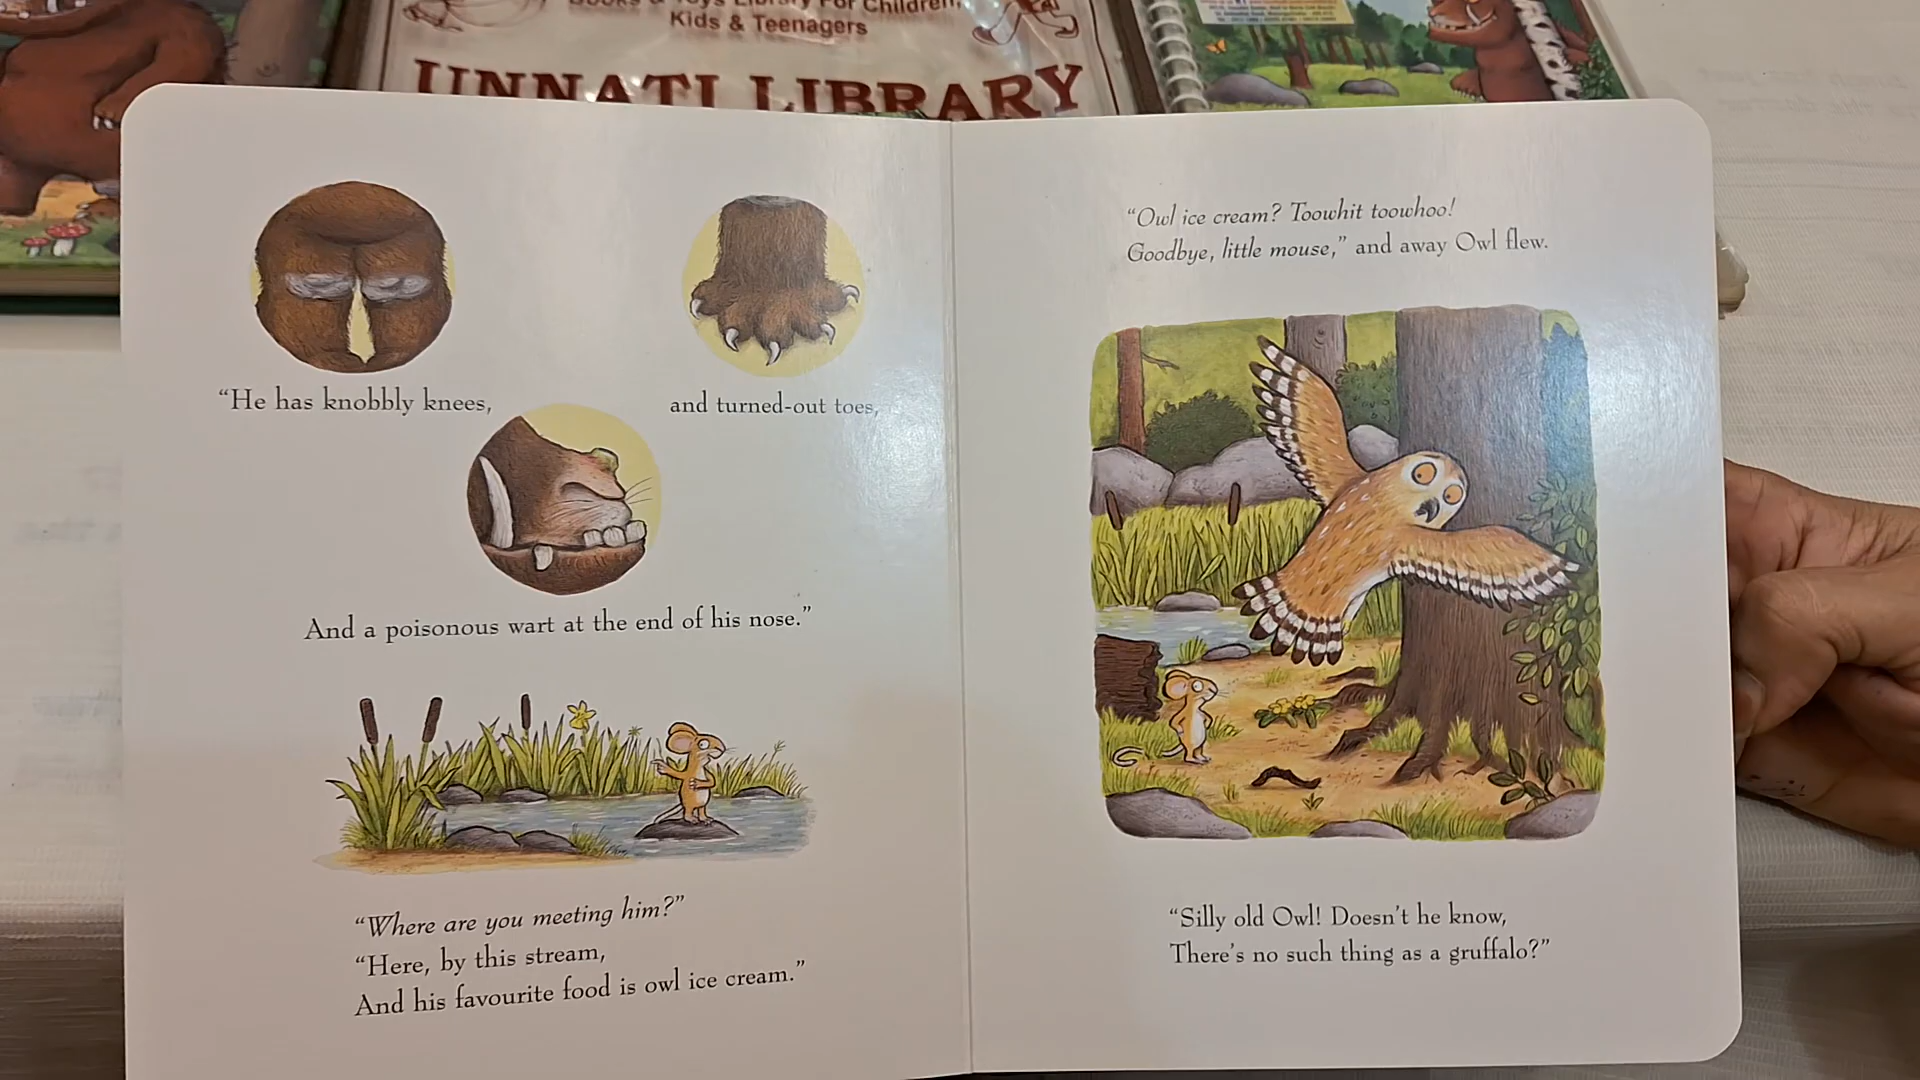 Books & Toys Library For Children,
Kids & Teenagers
UNNATI LIBRARY
“He has knobbly knees,
and turned-out toes,
And a poisonous wart at the end of his nose.”
“Where are you meeting him?”
“Here, by this stream,
And his favourite food is owl ice cream.”
“Owl ice cream? Toowhit toowhoo!
Goodbye, little mouse,” and away Owl flew.
“Silly old Owl! Doesn’t he know,
There’s no such thing as a gruffalo?”